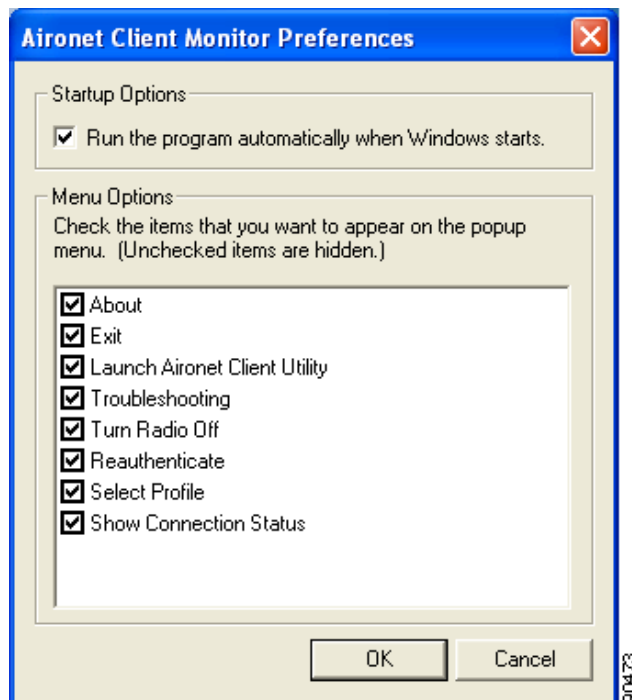 Aironet Client Monitor Preferences
Startup Options
Run the program automatically when Windows starts.
Menu Options
Check the items that you want to appear on the popup
menu. (Unchecked items are hidden.)
About
Exit
Launch Aironet Client Utility
Troubleshooting
Turn Radio Off
Reauthenticate
Select Profile
Show Connection Status
OK
Cancel